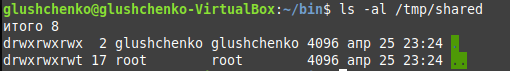 glushchenko@glushchenko-VirtualBox:~/bin$ ls -al /tmp/shared
итого 8
drwxrwxrwx  2 glushchenko glushchenko 4096 апр 25 23:24 .
drwxrwxrwt 17 root        root        4096 апр 25 23:24 ..